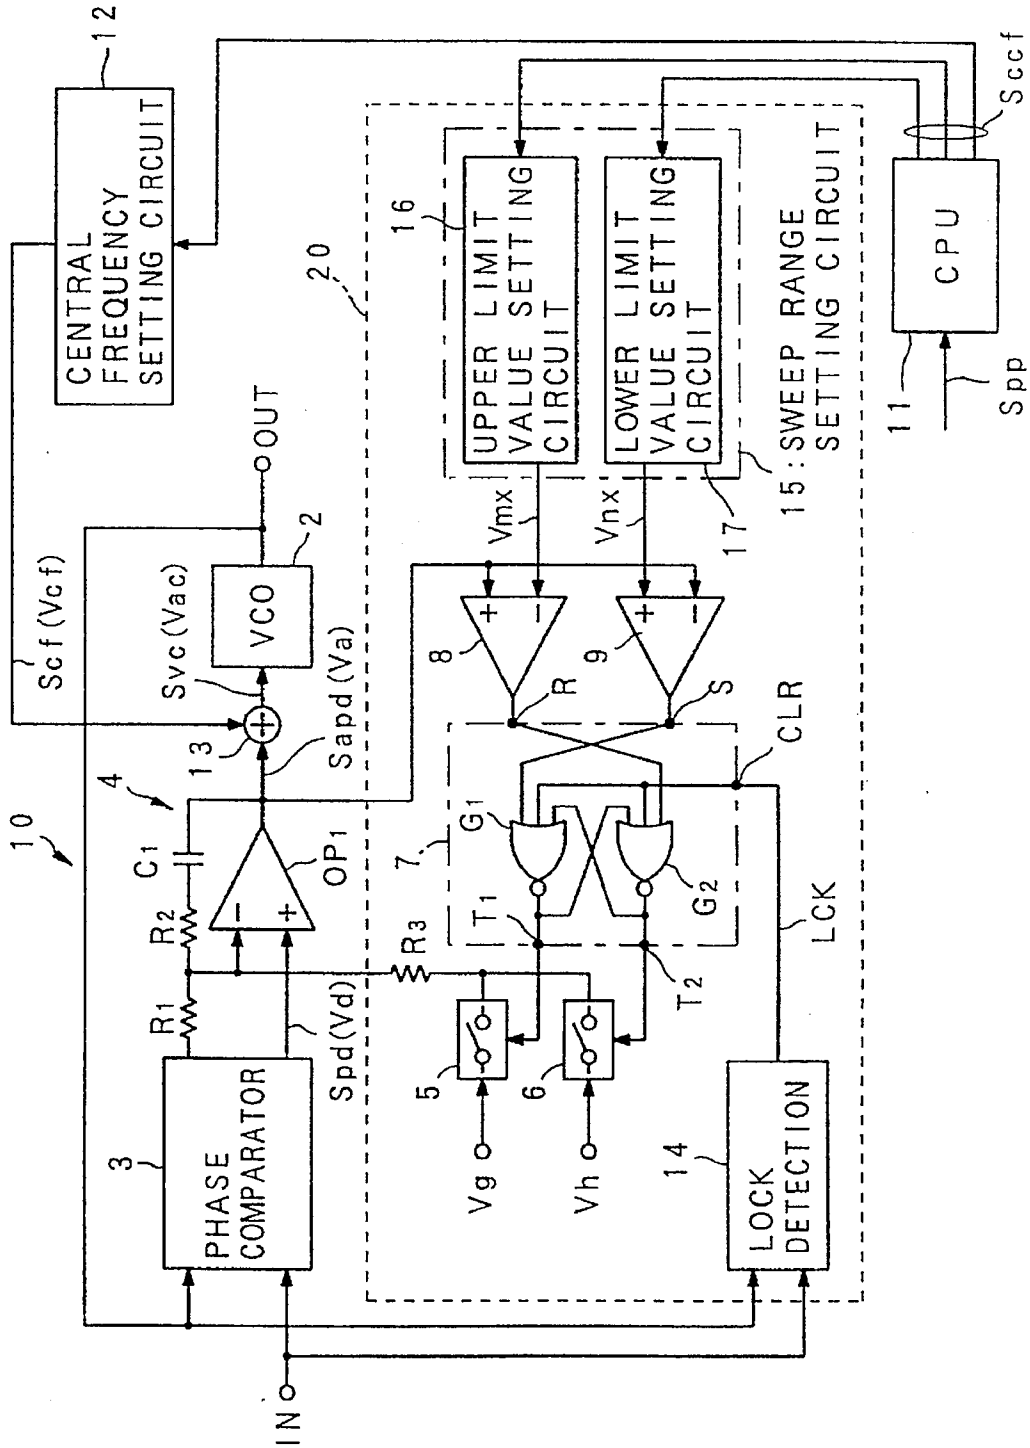 10
12
CENTRAL
FREQUENCY
SETTING CIRCUIT
Scf(Vcf)
OUT
2
VCO
Svc(Vac)
13
Sapd(Va)
4
C1
R2
R1
OP1
−
+
3
PHASE
COMPARATOR
Spd(Vd)
IN
R3
20
16
UPPER LIMIT
VALUE SETTING
CIRCUIT
LOWER LIMIT
VALUE SETTING
CIRCUIT
17
15:SWEEP RANGE
SETTING CIRCUIT
Vmx
Vnx
8
+
−
9
+
−
R
S
CLR
7
G1
G2
T1
T2
5
6
Vg
Vh
LCK
14
LOCK
DETECTION
11
CPU
Spp
Sccf